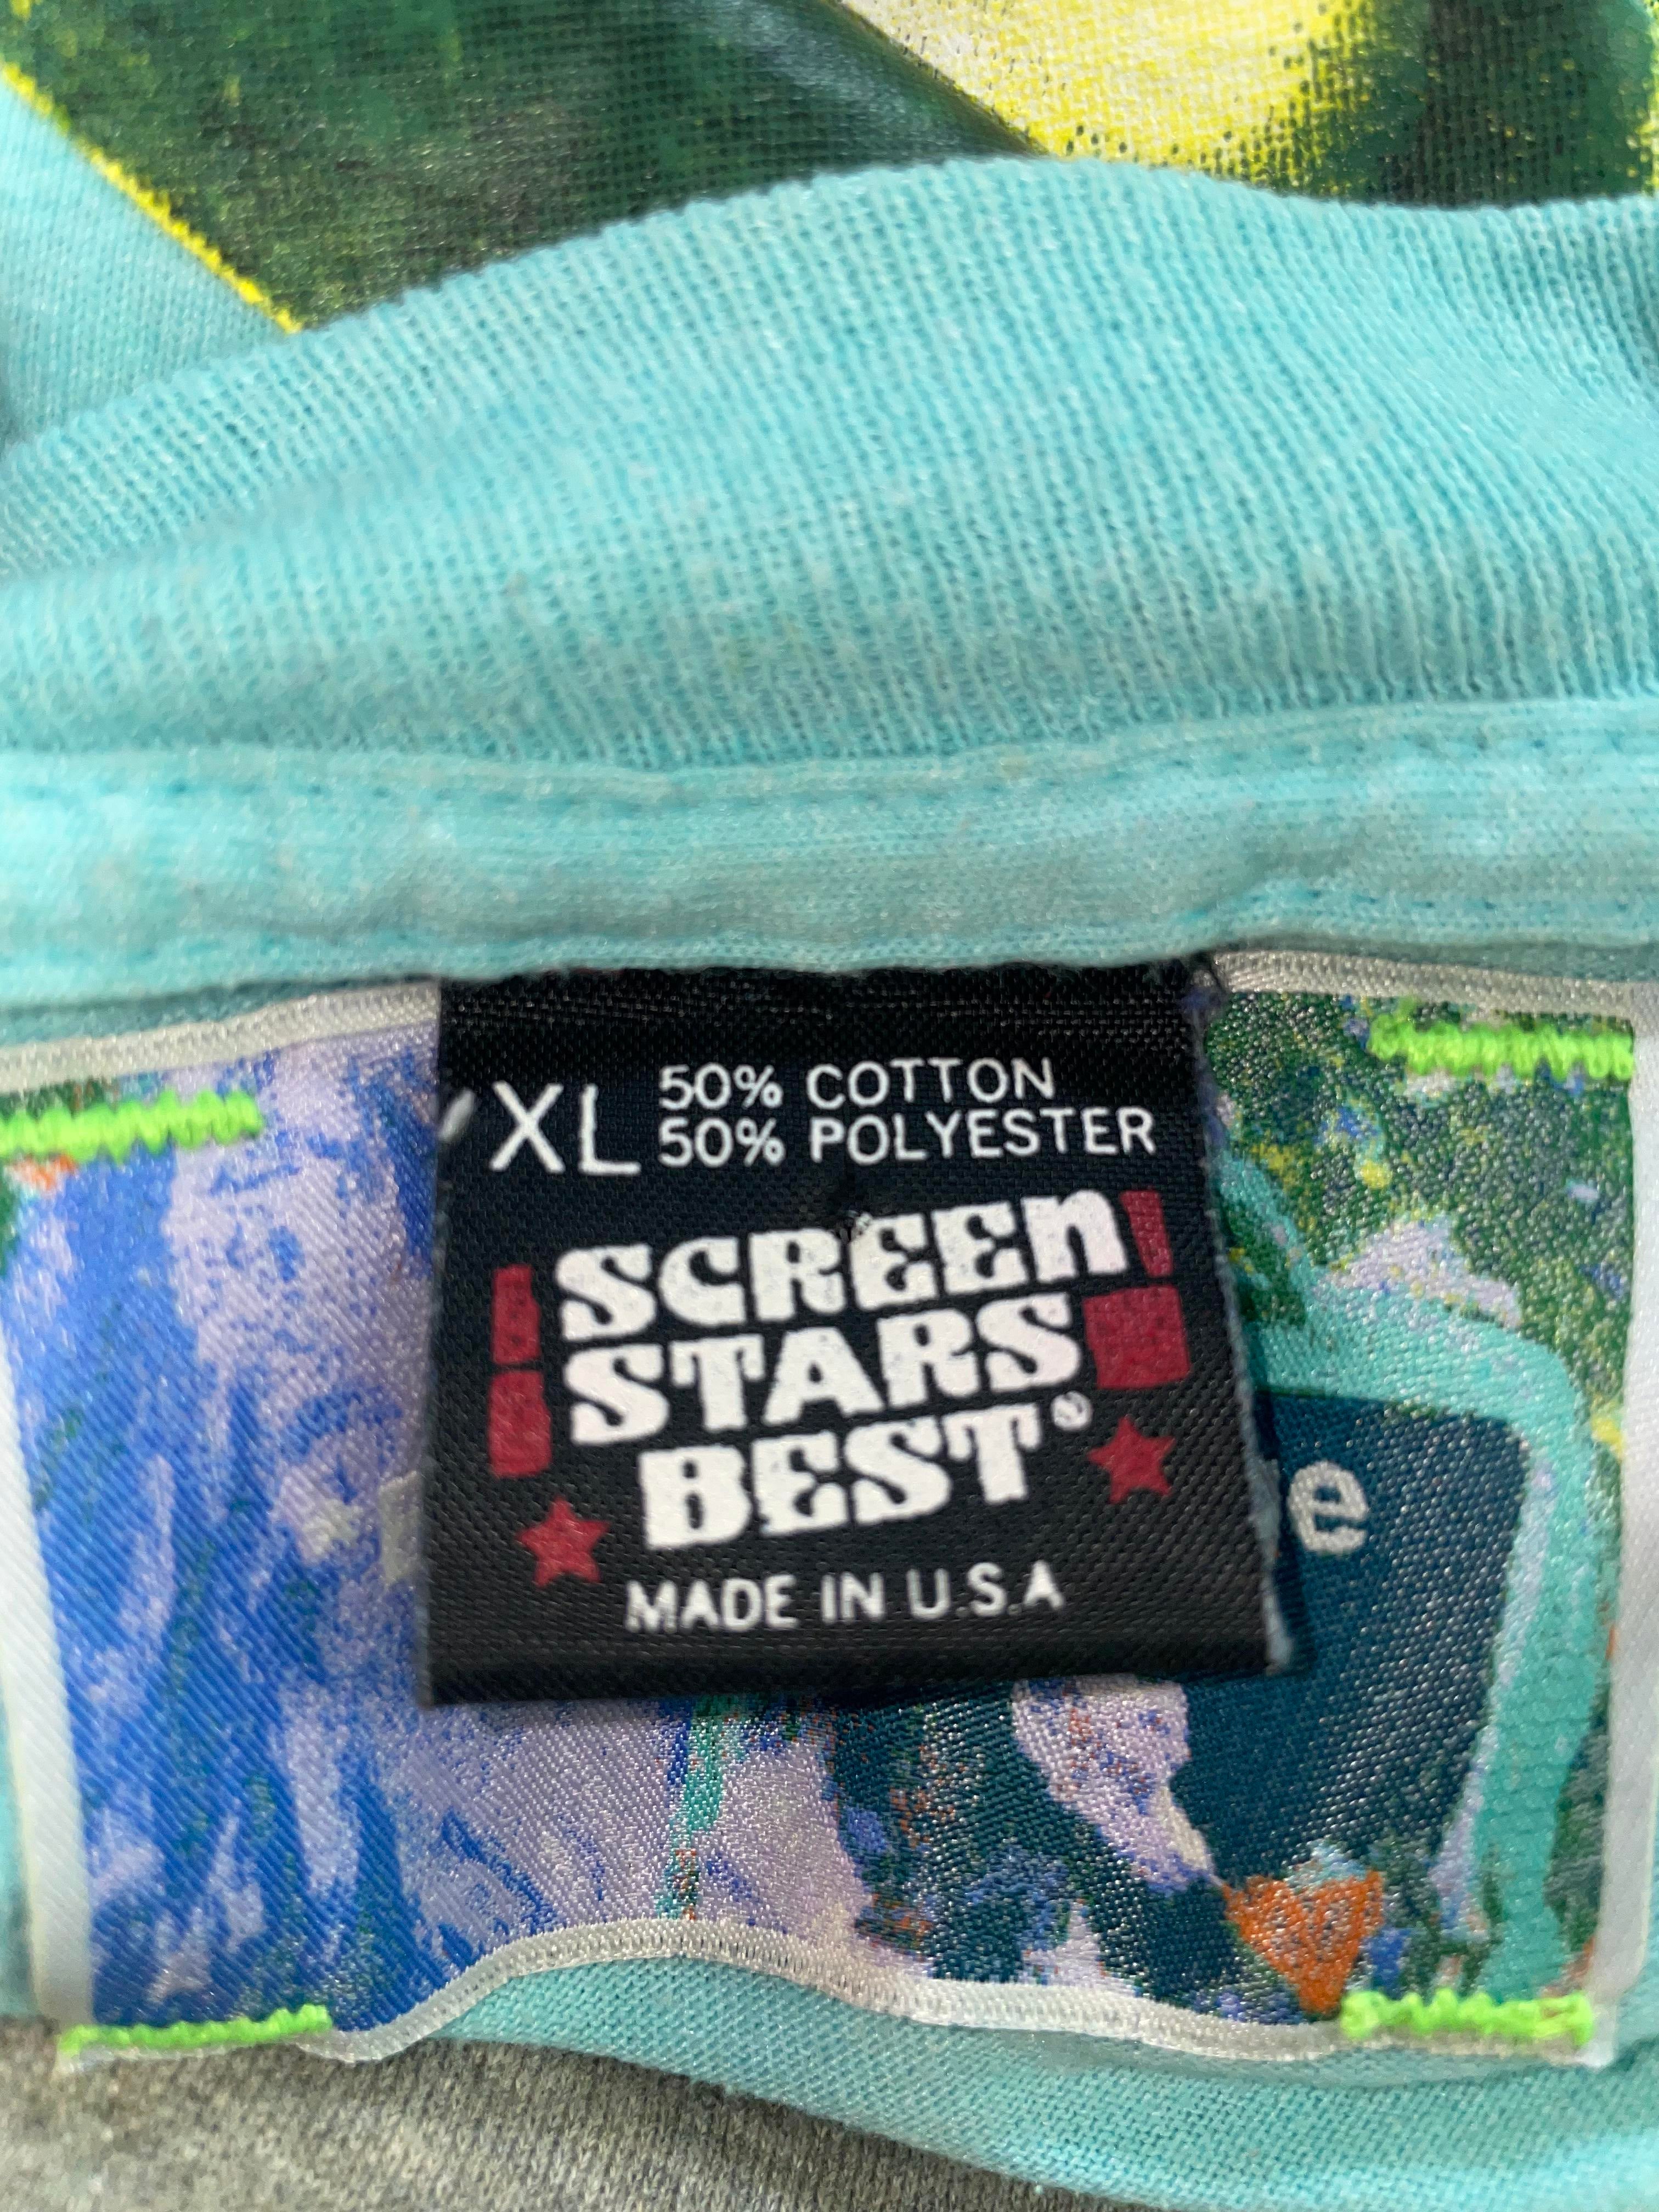 XL 50% COTTON
50% POLYESTER
SCREEN
STARS
BEST®
MADE IN U.S.A